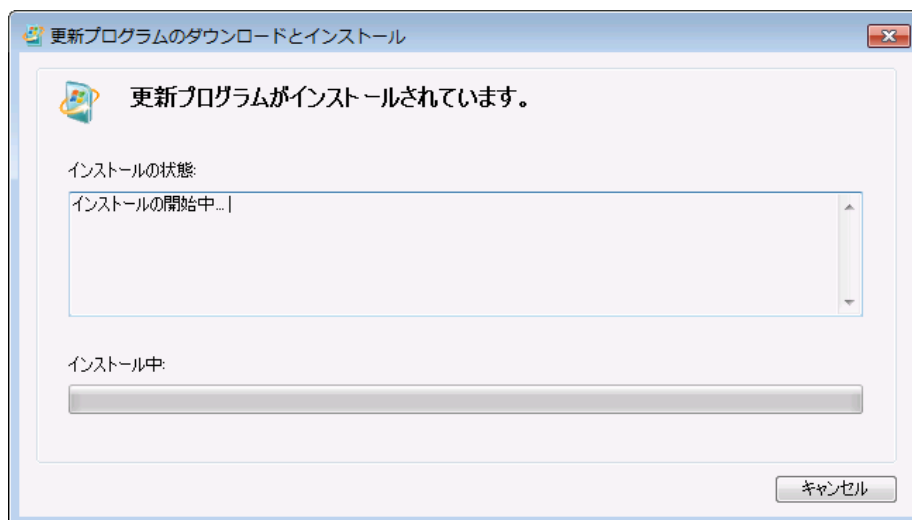 更新プログラムのダウンロードとインストール
更新プログラムがインストールされています。
インストールの状態:
インストールの開始中...
インストール中:
キャンセル